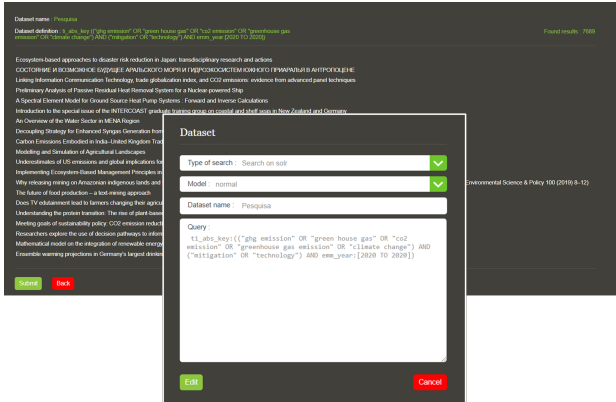 Dataset name : Pesquisa
Dataset definition : ti_abs_key:(("ghg emission" OR "green house gas" OR "co2 emission" OR "greenhouse gas
emission" OR "climate change") AND ("mitigation" OR "technology") AND emm_year:[2020 TO 2020])
Found results : 7889
Ecosystem-based approaches to disaster risk reduction in Japan: transdisciplinary research and actions
СОСТОЯНИЕ И ВОЗМОЖНОЕ БУДУЩЕЕ АРАЛЬСКОГО МОРЯ И ГИДРОЭКОСИСТЕМ ЮЖНОГО ПРИАРАЛЬЯ В АНТРОПОЦЕНЕ
Linking Information Communication Technology, trade globalization index, and CO2 emissions: evidence from advanced panel techniques
Preliminary Analysis of Passive Residual Heat Removal System for a Nuclear-powered Ship
A Spectral Element Model for Ground Source Heat Pump Systems : Forward and Inverse Calculations
Introduction to the special issue of the INTERCOAST graduate training group on coastal and shelf seas in New Zealand and Germany
An Overview of the Water Sector in MENA Region
Decoupling Strategy for Enhanced Syngas Generation from
Carbon Emissions Embodied in India–United Kingdom Trad
Modelling and Simulation of Agricultural Landscapes
Underestimates of US emissions and global implications for
Implementing Ecosystem-Based Management Principles in
Why releasing mining on Amazonian indigenous lands and
Environmental Science & Policy 100 (2019) 8–12)
The future of food production – a text-mining approach
Does TV edutainment lead to farmers changing their agricu
Understanding the protein transition: The rise of plant-base
Meeting goals of sustainability policy: CO2 emission reducti
Researchers explore the use of decision pathways to inform
Mathematical model on the integration of renewable energy
Ensemble warming projections in Germany's largest drinkin
Submit
Back
Dataset
Type of search : Search on solr
Model : normal
Dataset name : Pesquisa
Query :
ti_abs_key:(("ghg emission" OR "green house gas" OR "co2
emission" OR "greenhouse gas emission" OR "climate change") AND
("mitigation" OR "technology") AND emm_year:[2020 TO 2020])
Edit
Cancel